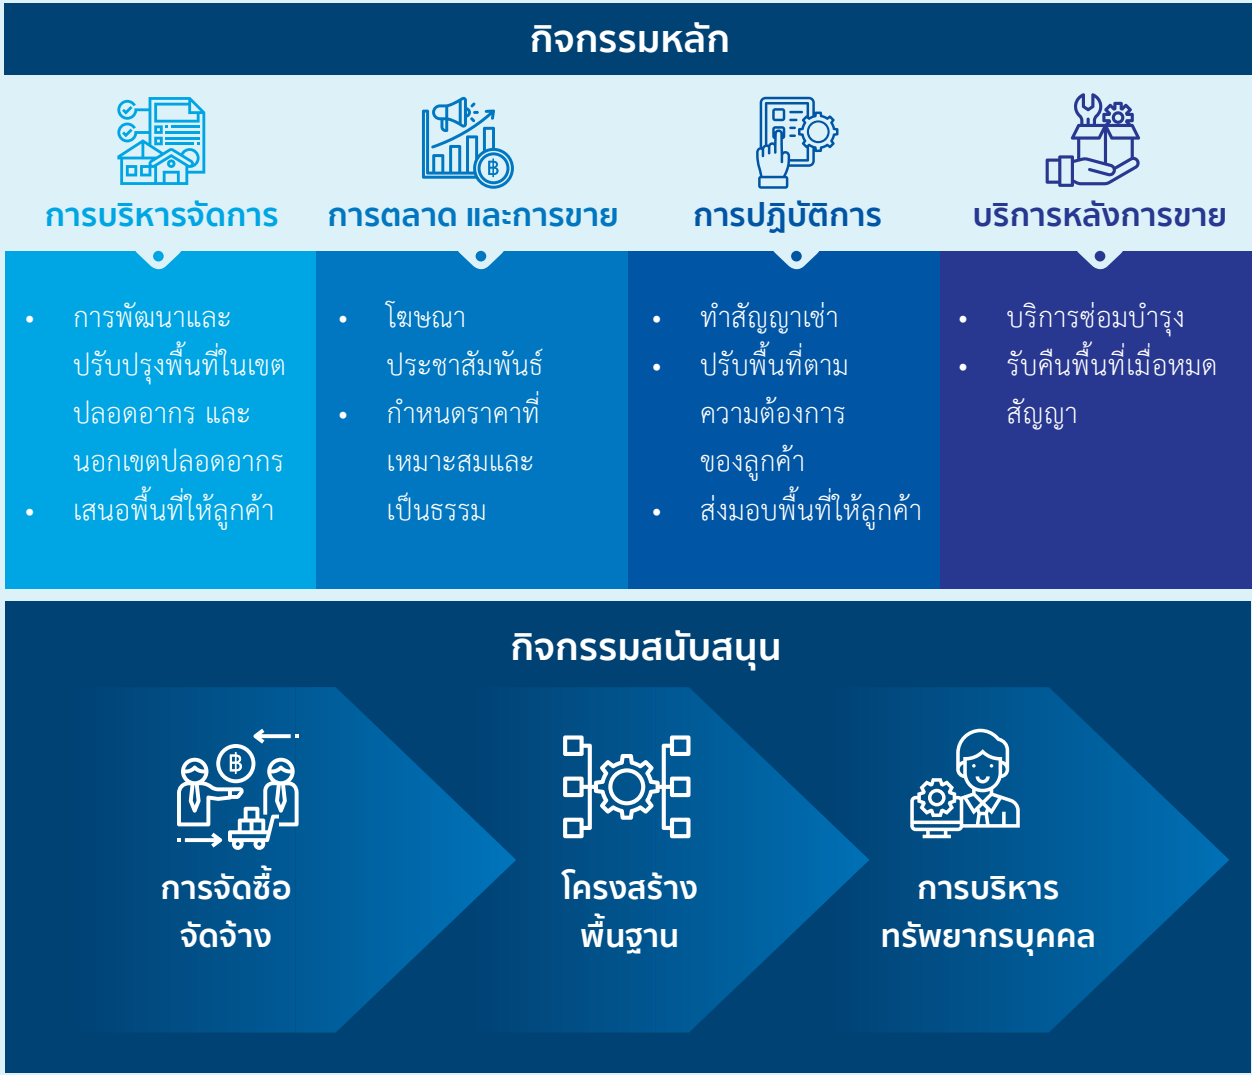 กิจกรรมหลัก
การบริหารจัดการ
• การพัฒนาและ
ปรับปรุงพื้นที่ในเขต
ปลอดอากร และ
นอกเขตปลอดอากร
• เสนอพื้นที่ให้ลูกค้า
การตลาด และการขาย
• โฆษณา
ประชาสัมพันธ์
• กำหนดราคาที่
เหมาะสมและ
เป็นธรรม
การปฏิบัติการ
• ทำสัญญาเช่า
• ปรับพื้นที่ตาม
ความต้องการ
ของลูกค้า
• ส่งมอบพื้นที่ให้ลูกค้า
บริการหลังการขาย
• บริการซ่อมบำรุง
• รับคืนพื้นที่เมื่อหมด
สัญญา
กิจกรรมสนับสนุน
การจัดซื้อ
จัดจ้าง
โครงสร้าง
พื้นฐาน
การบริหาร
ทรัพยากรบุคคล